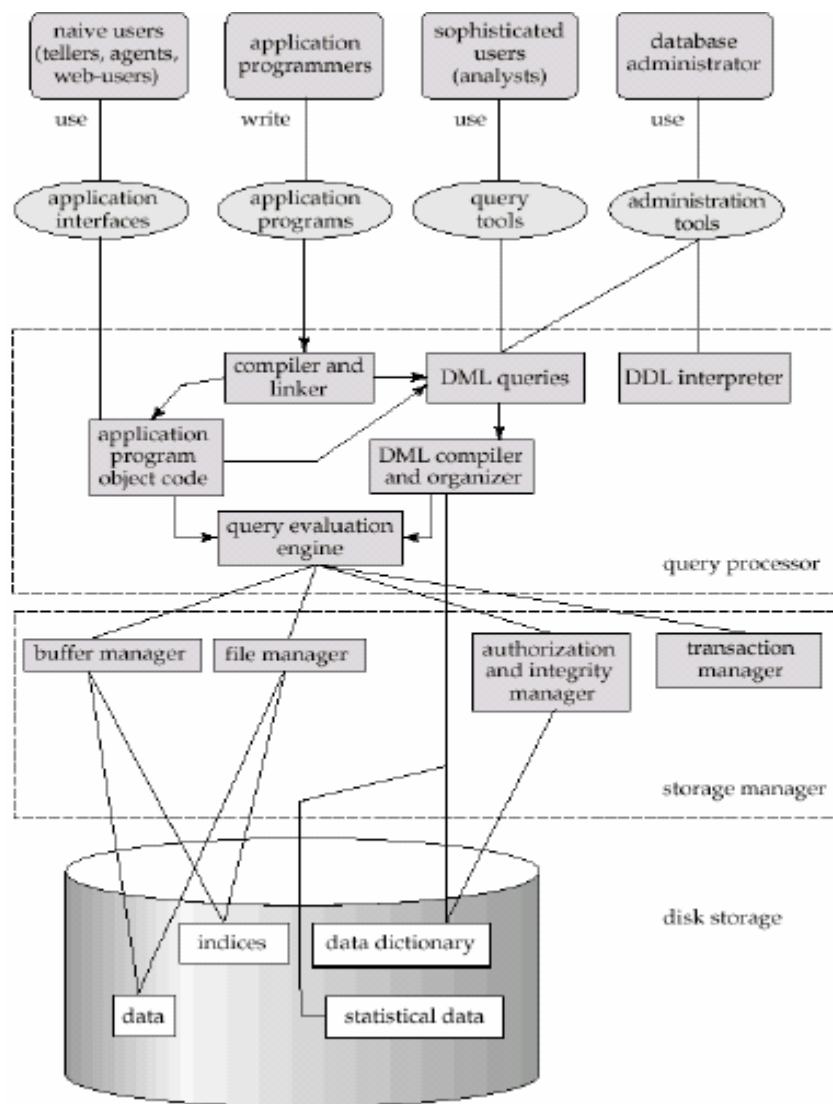 naive users
(tellers, agents,
web-users)
application
programmers
sophisticated
users
(analysts)
database
administrator
use
write
use
use
application
interfaces
application
programs
query
tools
administration
tools
compiler and
linker
DML queries
DDL interpreter
application
program
object code
DML compiler
and organizer
query evaluation
engine
query processor
buffer manager
file manager
authorization
and integrity
manager
transaction
manager
storage manager
disk storage
indices
data dictionary
data
statistical data